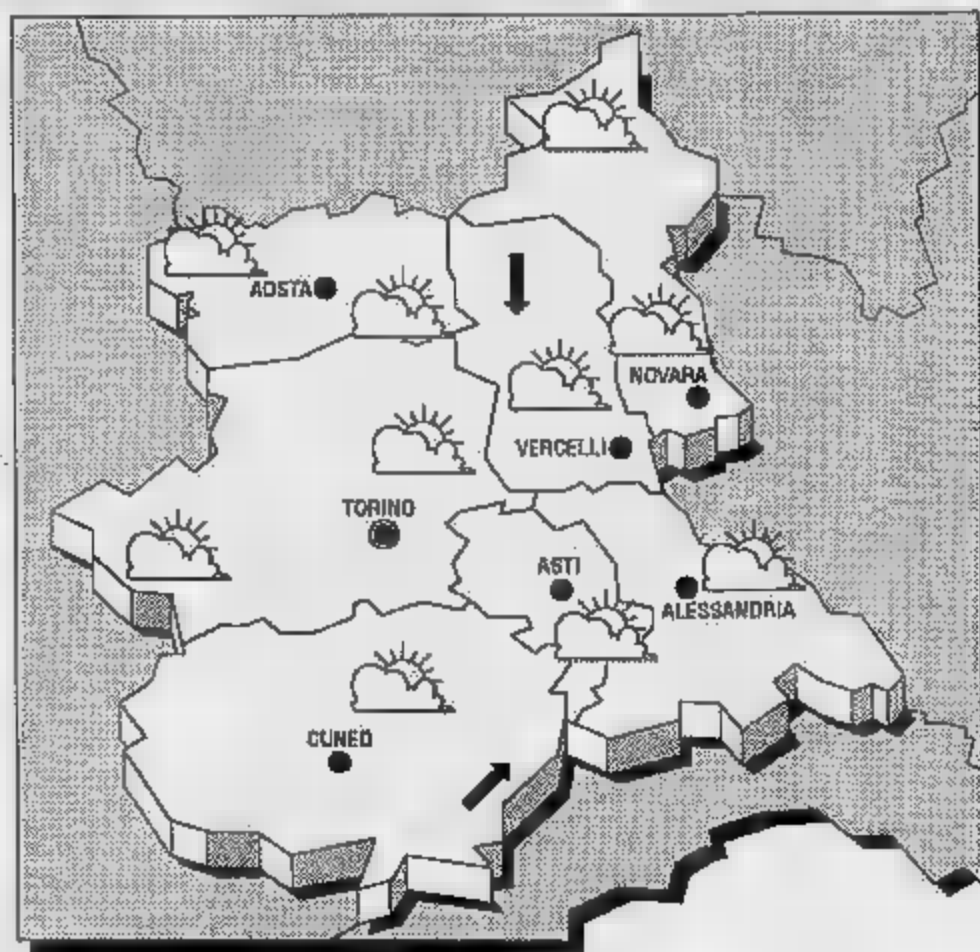 AOSTA
NOVARA
VERCELLI
TORINO
ASTI
ALESSANDRIA
CUNEO